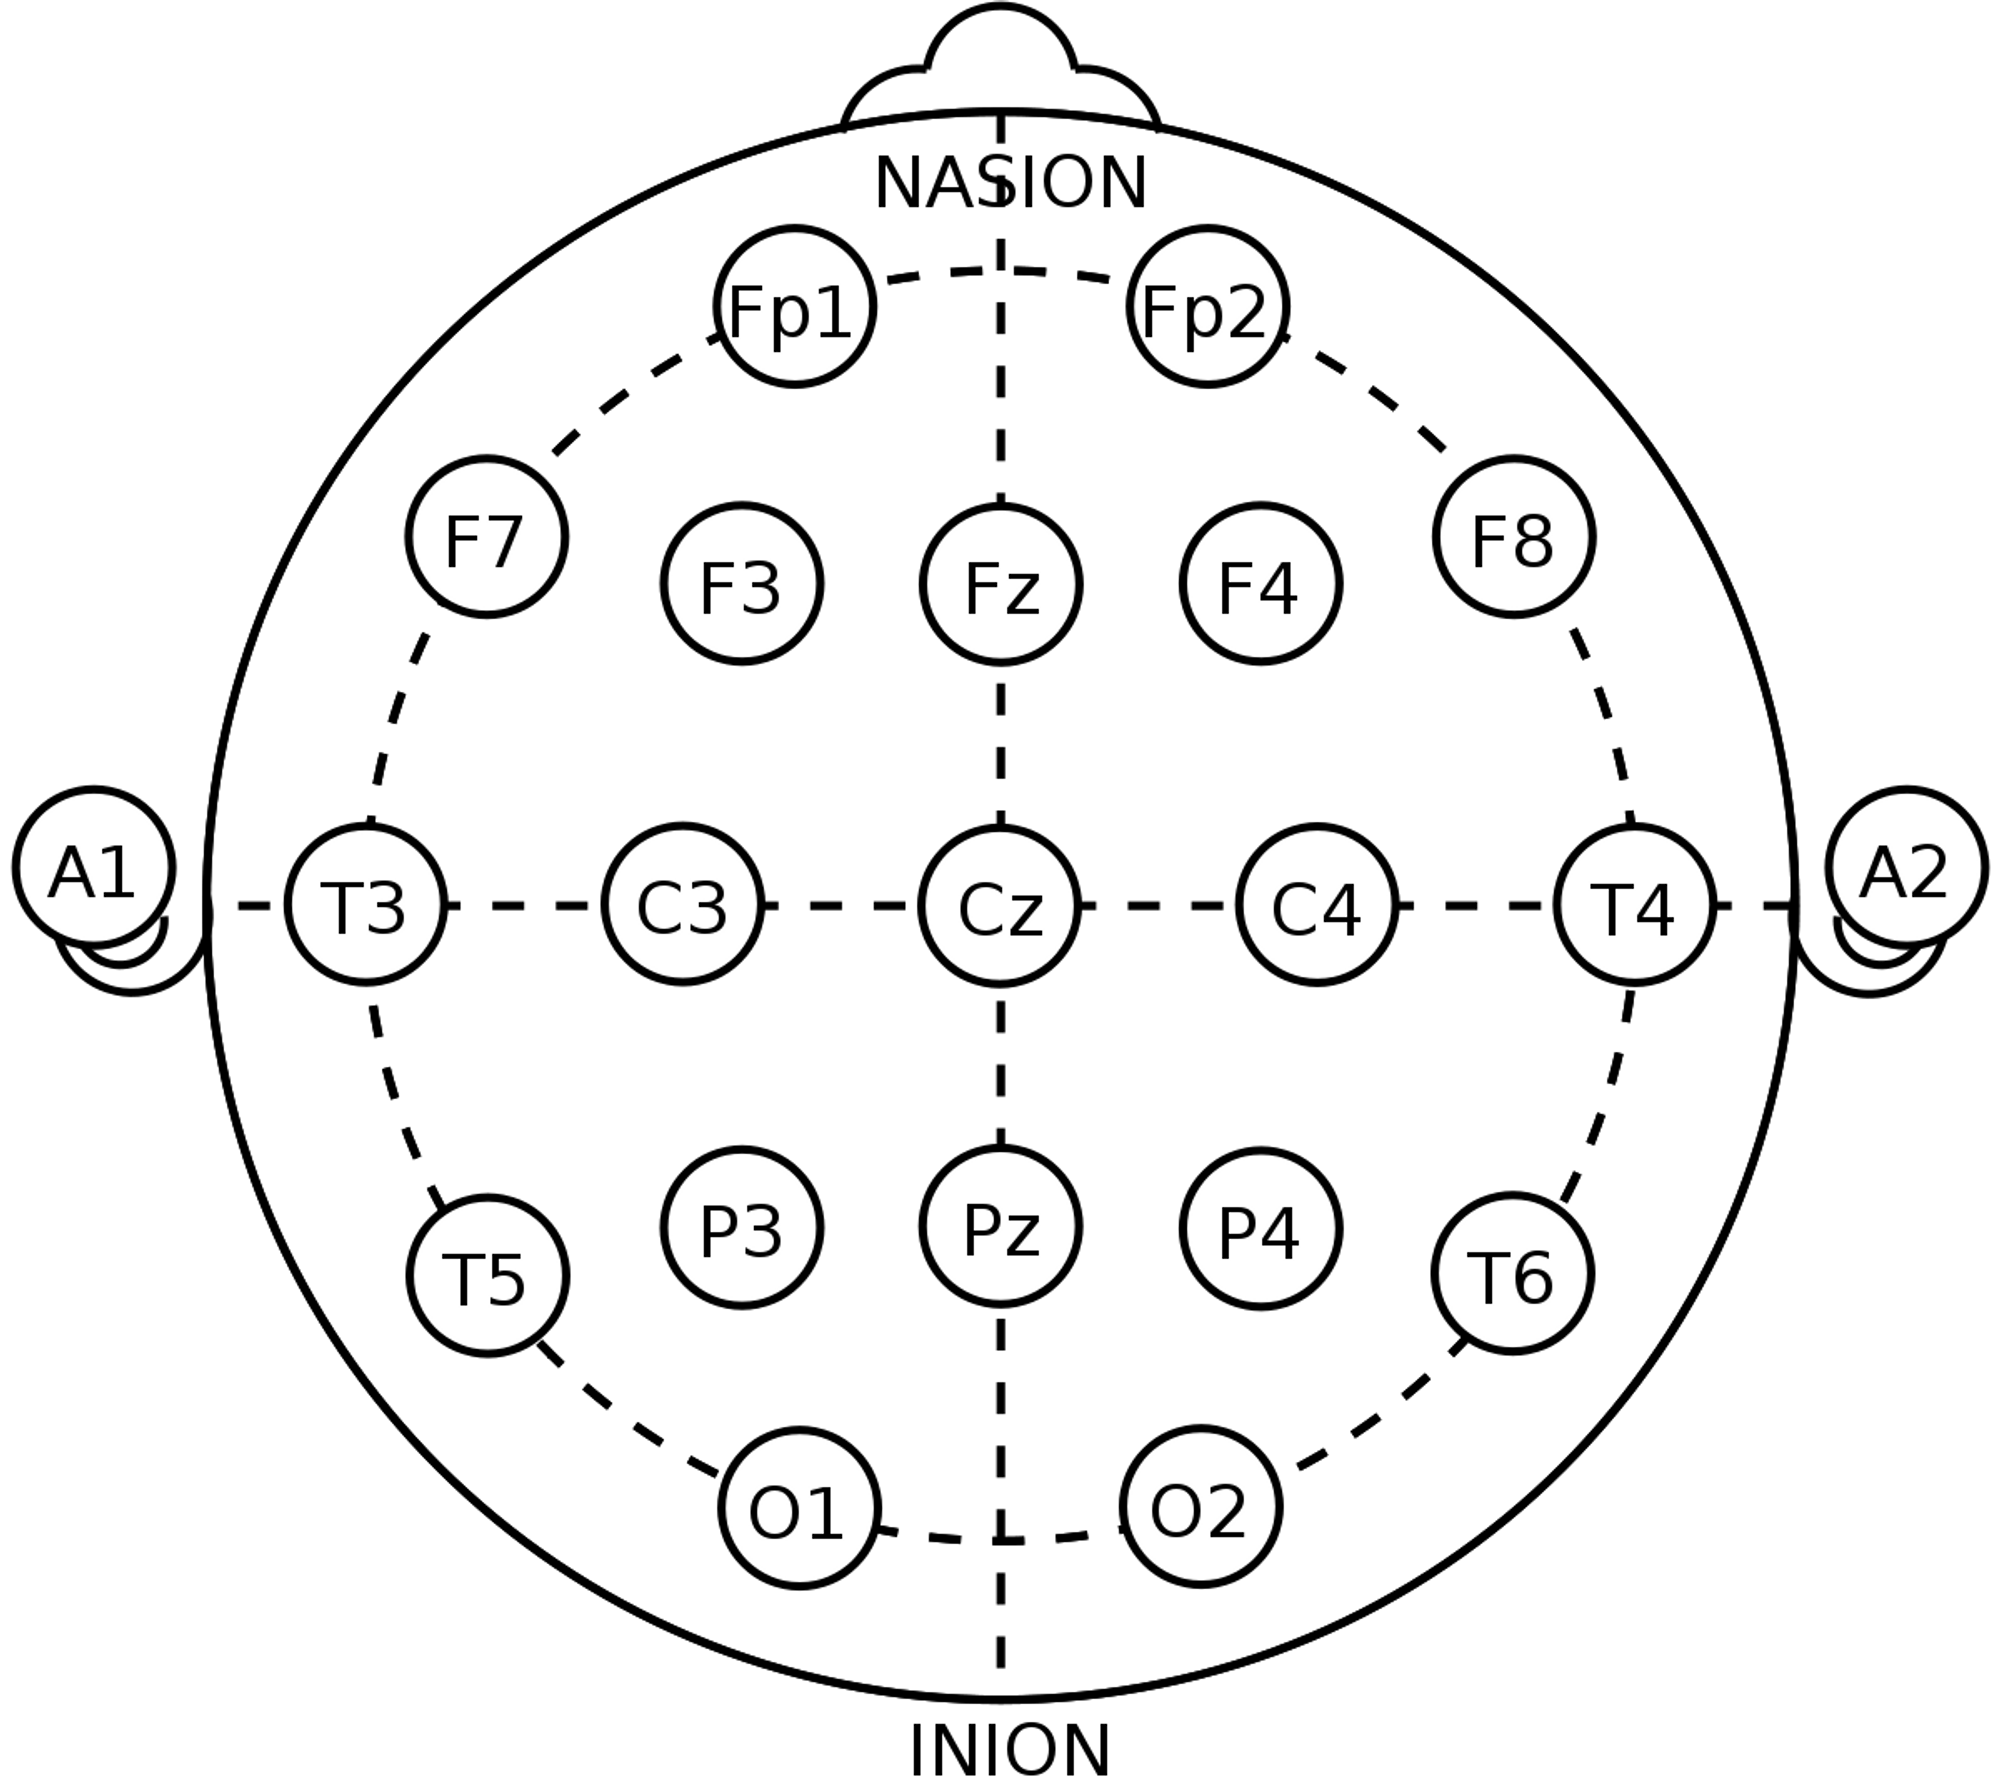 NASION
Fp1 Fp2
F7 F3 Fz F4 F8
A1 T3 C3 Cz C4 T4 A2
T5 P3 Pz P4 T6
O1 O2
INION